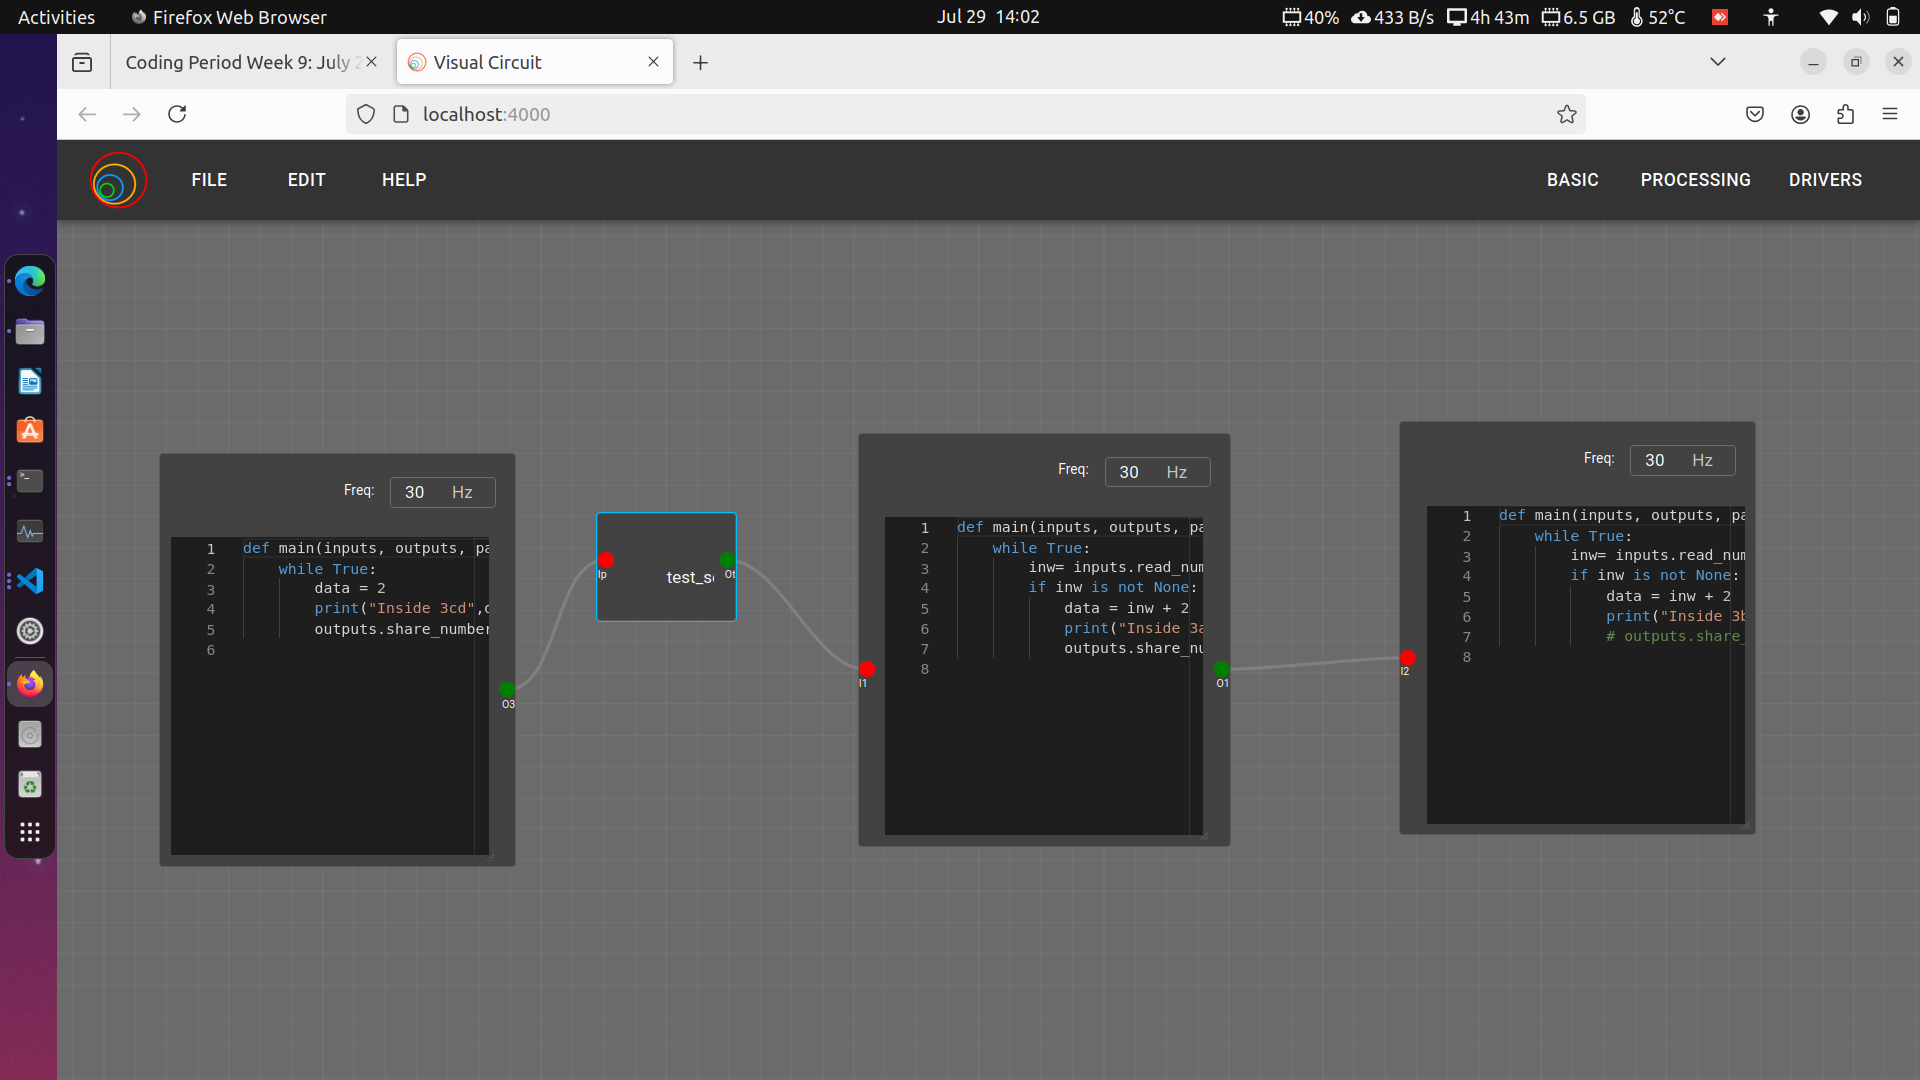 Activities
Firefox Web Browser
Jul 29 14:02
40%
433 B/s
4h 43m
6.5 GB
52°C
Coding Period Week 9: July
Visual Circuit
localhost:4000
FILE
EDIT
HELP
BASIC
PROCESSING
DRIVERS
Freq:
30
Hz
1 def main(inputs, outputs, pa
2 while True:
3 data = 2
4 print("Inside 3cd",
5 outputs.share_number
6
O3
Ip
test_s
Ot
Freq:
30
Hz
1 def main(inputs, outputs, pa
2 while True:
3 inw= inputs.read_num
4 if inw is not None:
5 data = inw + 2
6 print("Inside 3a
7 outputs.share_nu
8
I1
O1
Freq:
30
Hz
1 def main(inputs, outputs, pa
2 while True:
3 inw= inputs.read_num
4 if inw is not None:
5 data = inw + 2
6 print("Inside 3b
7 # outputs.share_
8
I2